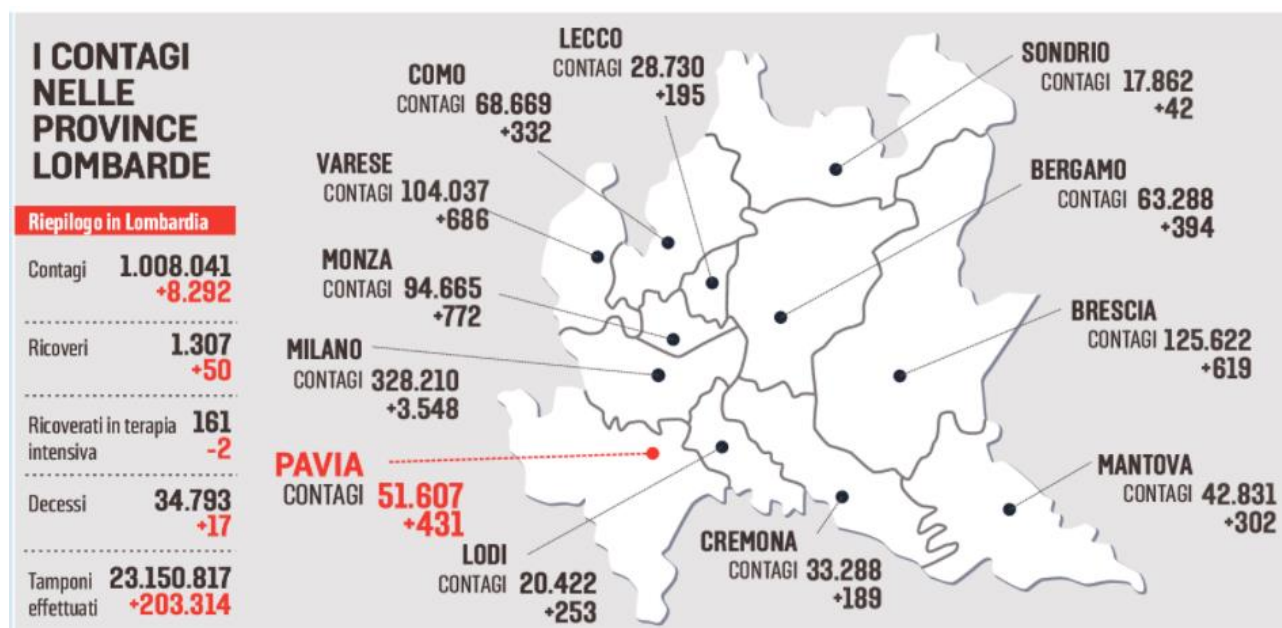 I CONTAGI
NELLE
PROVINCE
LOMBARDE
Riepilogo in Lombardia
Contagi 1.008.041
+8.292
Ricoveri 1.307
+50
Ricoverati in terapia intensiva 161
-2
Decessi 34.793
+17
Tamponi effettuati 23.150.817
+203.314
LECCO
CONTAGI 28.730
+195
COMO
CONTAGI 68.669
+332
VARESE
CONTAGI 104.037
+686
MONZA
CONTAGI 94.665
+772
MILANO
CONTAGI 328.210
+3.548
PAVIA
CONTAGI 51.607
+431
LODI
CONTAGI 20.422
+253
CREMONA
CONTAGI 33.288
+189
SONDRIO
CONTAGI 17.862
+42
BERGAMO
CONTAGI 63.288
+394
BRESCIA
CONTAGI 125.622
+619
MANTOVA
CONTAGI 42.831
+302